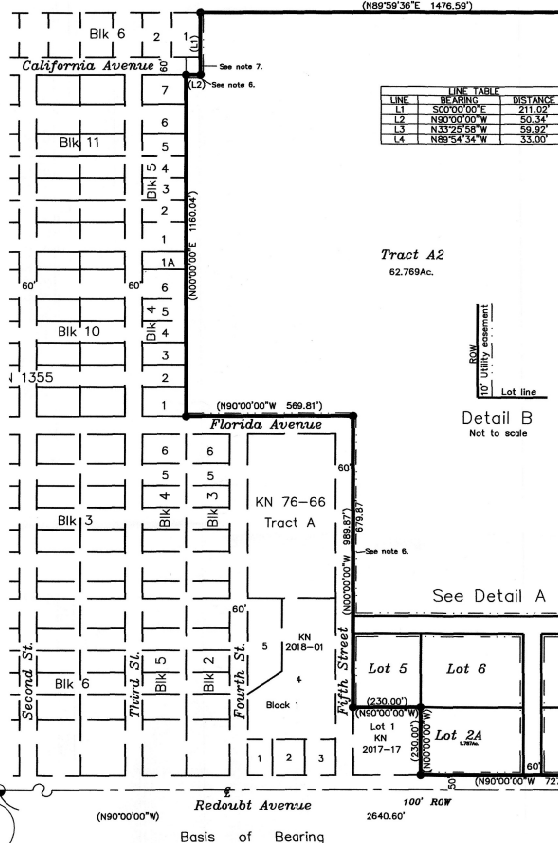 (N89°59'36"E 1476.59')
Blk 6
2
1
(L1)
California Avenue
60'
See note 7.
(L2)
See note 6.
7
LINE TABLE
LINE BEARING DISTANCE
L1 S00°00'00"E 211.02'
L2 N90°00'00"W 50.34'
L3 N33°25'58"W 59.92'
L4 N89°54'34"W 33.00'
6
Blk 11
5
Blk 5
4
3
2
(N00°00'00"E 1160.04')
1
Tract A2
1A
62.769Ac.
60'
60'
6
5
Blk 4
Blk 10
4
3
ROW
10' Utility easement
Lot line
N 1355
2
1
(N90°00'00"W 569.81')
Detail B
Not to scale
Florida Avenue
6
6
60'
5
5
KN 76-66
Tract A
Blk 4
Blk 3
Blk 3
(N00°00'00"W 989.87')
679.87'
See note 6.
See Detail A
60'
KN
2018-01
5
Lot 5
Lot 6
Second St.
Third St.
Fourth St.
Fifth Street
Blk 6
Blk 5
Blk 2
4
Block
(230.00')
(N90°00'00"W)
Lot 1
KN
2017-17
(230.00')
(N00°00'00"W)
Lot 2A
1.787Ac.
1
2
3
60'
50'
(N90°00'00"W 727
Redoubt Avenue
100' ROW
(N90°00'00"W)
2640.60'
Basis of Bearing